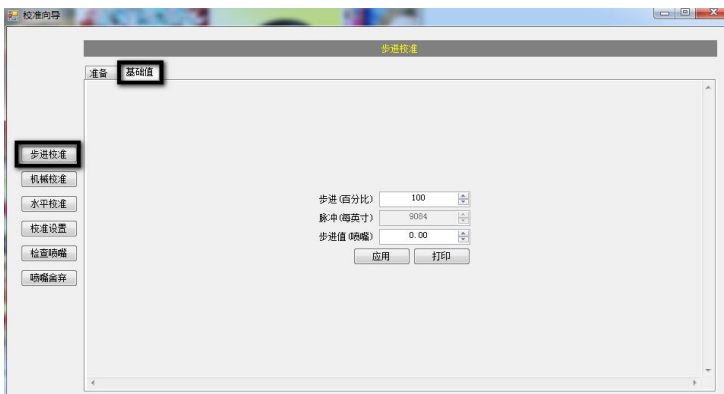 校准向导
步进校准
准备 基础值
步进校准
机械校准
水平校准
校准设置
检查喷嘴
喷嘴舍弃
步进(百分比) 100
脉冲(每英寸) 9084
步进值(喷嘴) 0.00
应用 打印